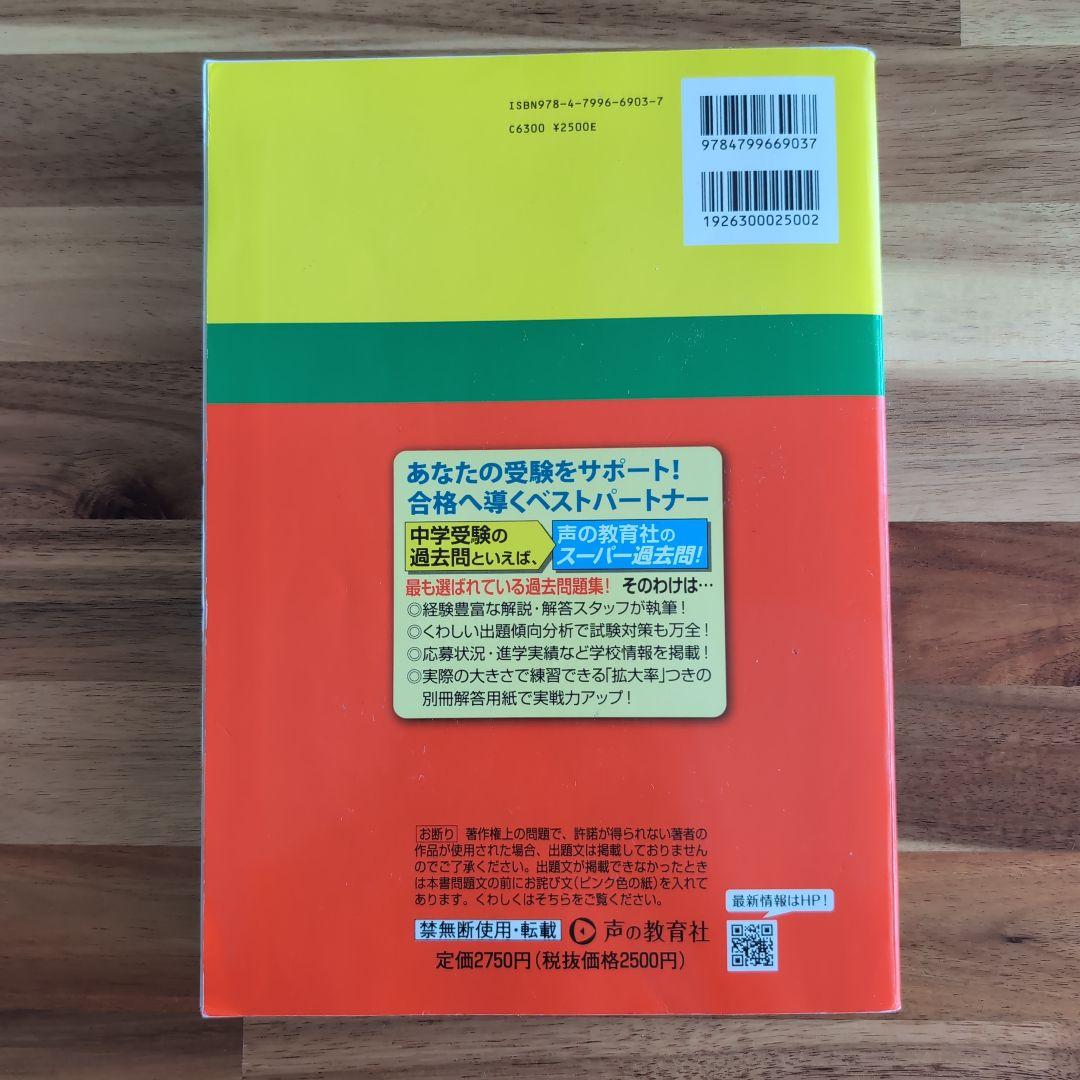 ISBN978-4-7996-6903-7
C6300 ¥2500E
9784799669037
1926300025002
あなたの受験をサポート!
合格へ導くベストパートナー
中学受験の
過去問といえば、
声の教育社の
スーパー過去問!
最も選ばれている過去問題集! そのわけは…
◎経験豊富な解説・解答スタッフが執筆!
◎くわしい出題傾向分析で試験対策も万全!
◎応募状況・進学実績など学校情報を掲載!
◎実際の大きさで練習できる「拡大率」つきの
別冊解答用紙で実戦力アップ!
お断り 著作権上の問題で、許諾が得られない著者の
作品が使用された場合、出題文は掲載しておりません
のでご了承ください。出題文が掲載できなかったとき
は本書問題文の前にお詫び文(ピンク色の紙)を入れて
あります。くわしくはそちらをご覧ください。
最新情報はHP!
禁無断使用・転載 声の教育社
定価2750円(税抜価格2500円)